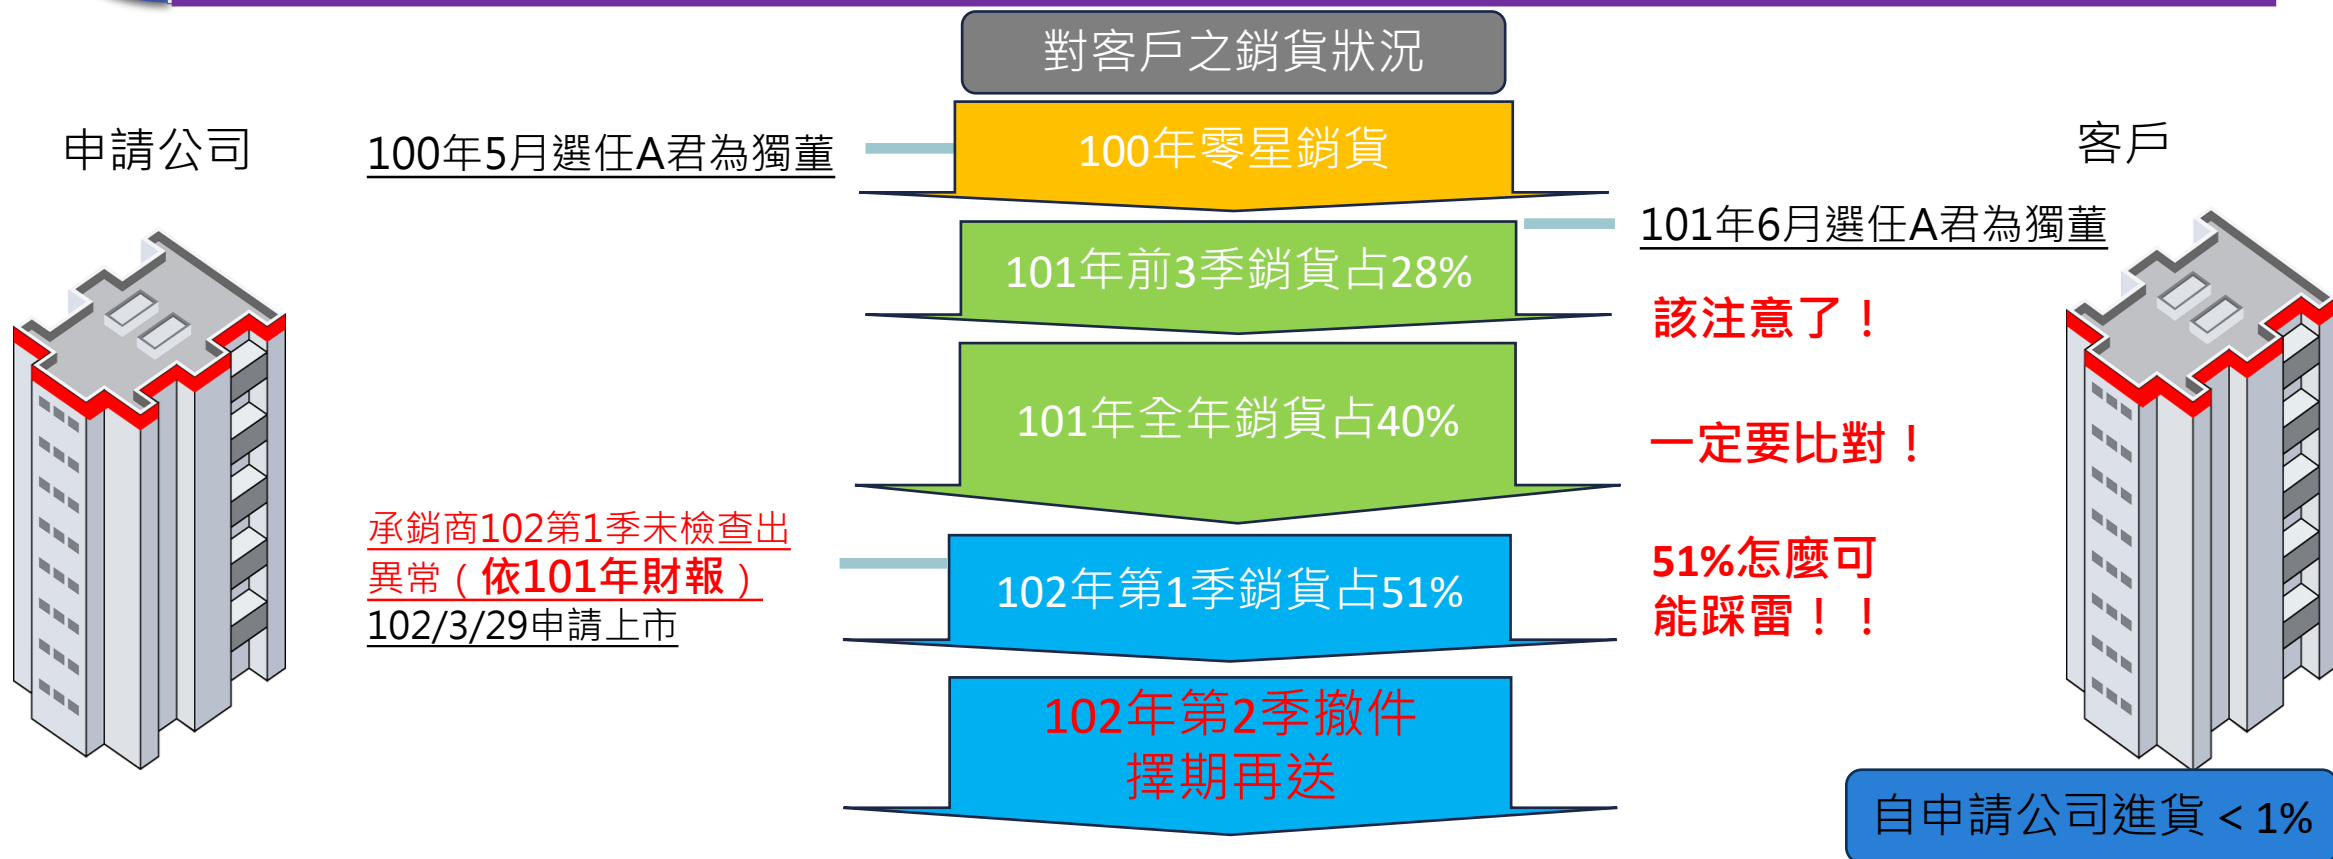 對客戶之銷貨狀況
申請公司
100年5月選任A君為獨董
100年零星銷貨
客戶
101年6月選任A君為獨董
101年前3季銷貨占28%
該注意了！
101年全年銷貨占40%
一定要比對！
承銷商102第1季未檢查出
異常（依101年財報）
102/3/29申請上市
102年第1季銷貨占51%
51%怎麼可
能踩雷！！
102年第2季撤件
擇期再送
自申請公司進貨＜1%